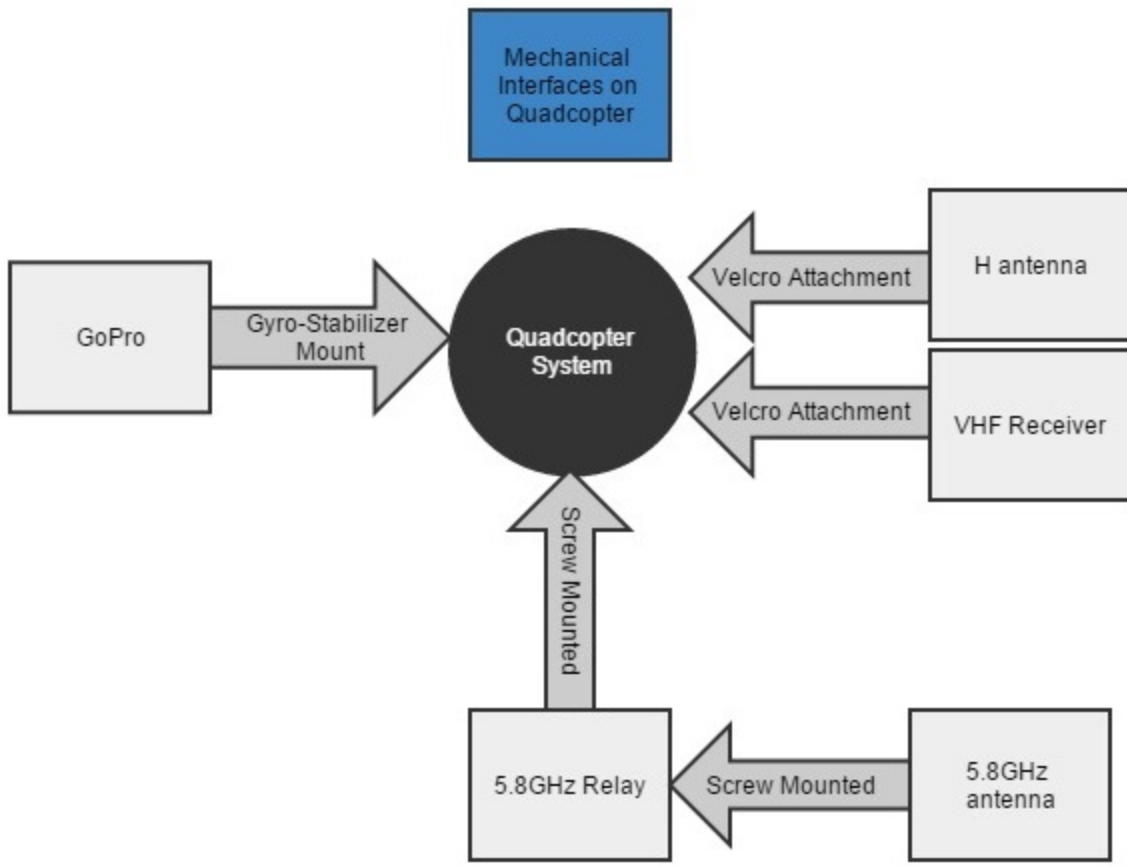 Mechanical
Interfaces on
Quadcopter
H antenna
Velcro Attachment
GoPro
Gyro-Stabilizer
Mount
Quadcopter
System
Velcro Attachment
VHF Receiver
Screw Mounted
5.8GHz Relay
Screw Mounted
5.8GHz
antenna